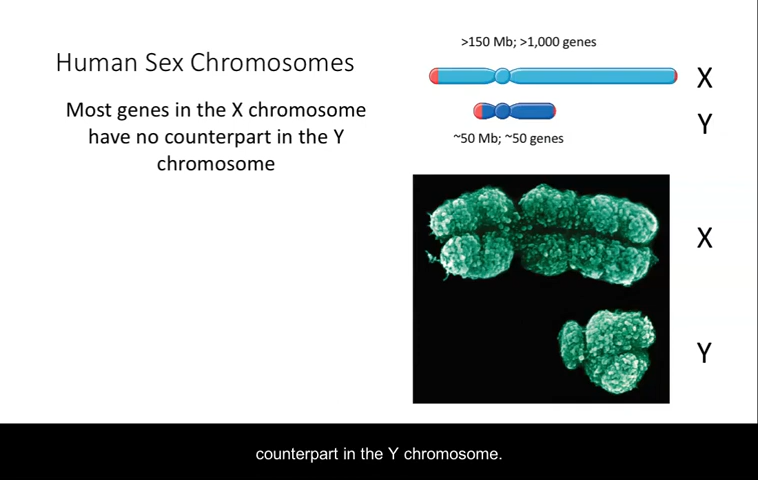 Human Sex Chromosomes
Most genes in the X chromosome
have no counterpart in the Y
chromosome
>150 Mb; >1,000 genes
X
Y
~50 Mb; ~50 genes
X
Y
counterpart in the Y chromosome.